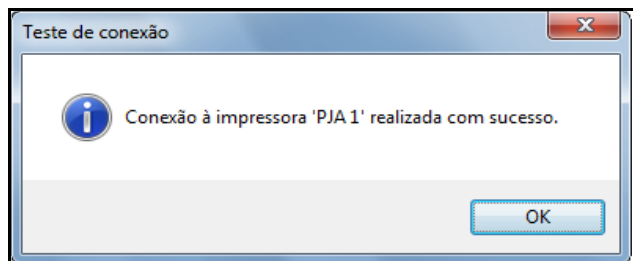 Teste de conexão
Conexão à impressora 'PJA 1' realizada com sucesso.
OK